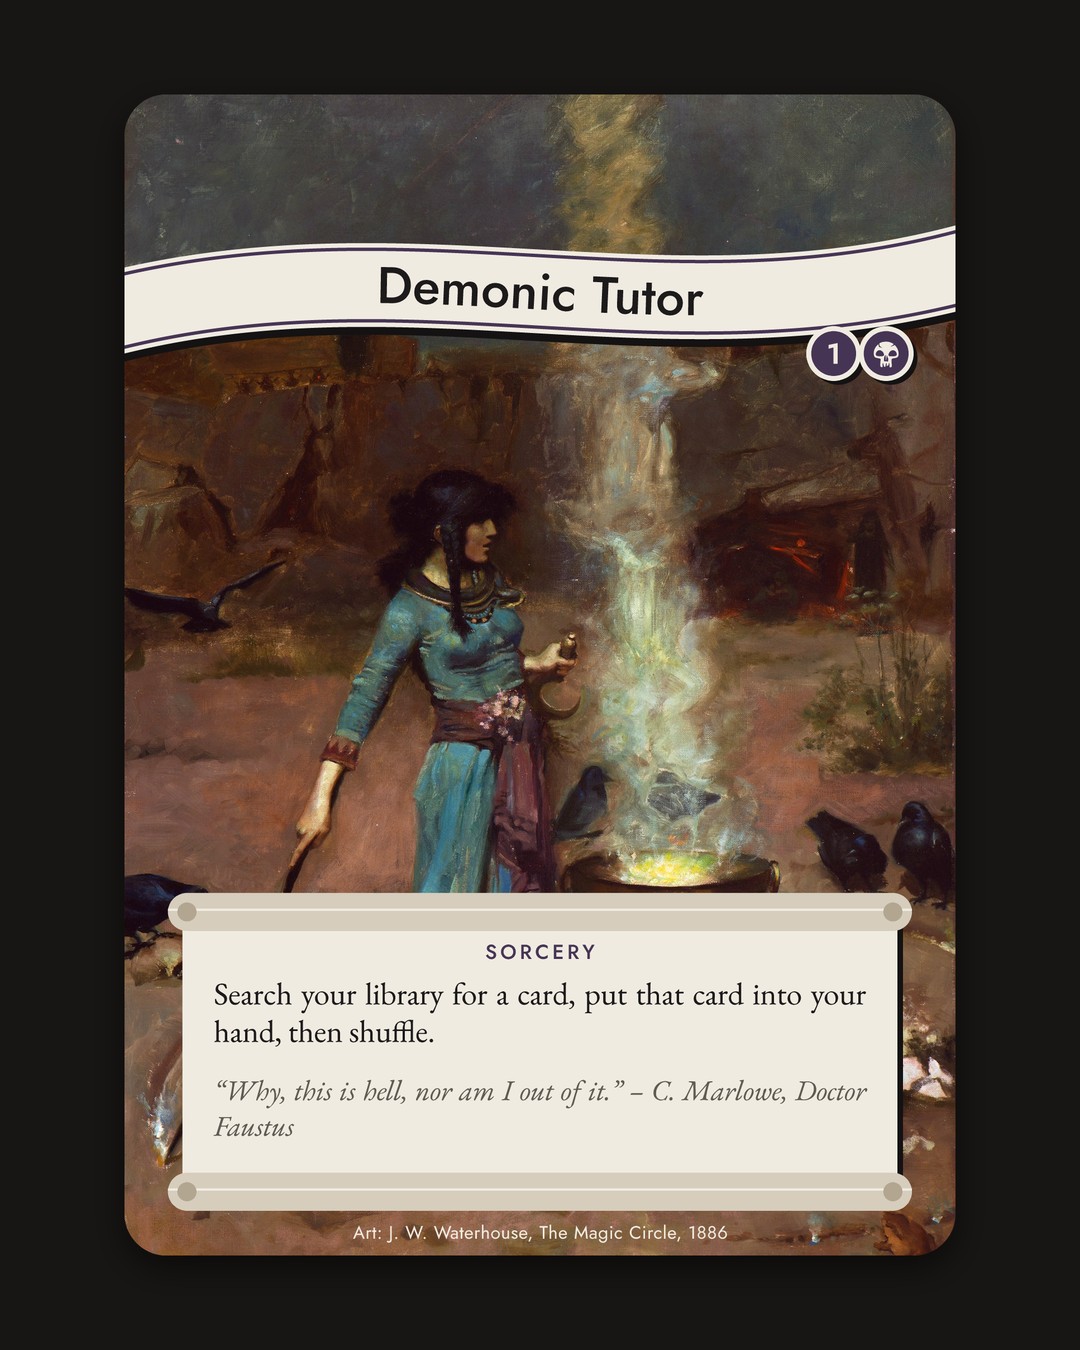 Demonic Tutor
1
SORCERY
Search your library for a card, put that card into your
hand, then shuffle.
“Why, this is hell, nor am I out of it.” – C. Marlowe, Doctor
Faustus
Art: J. W. Waterhouse, The Magic Circle, 1886